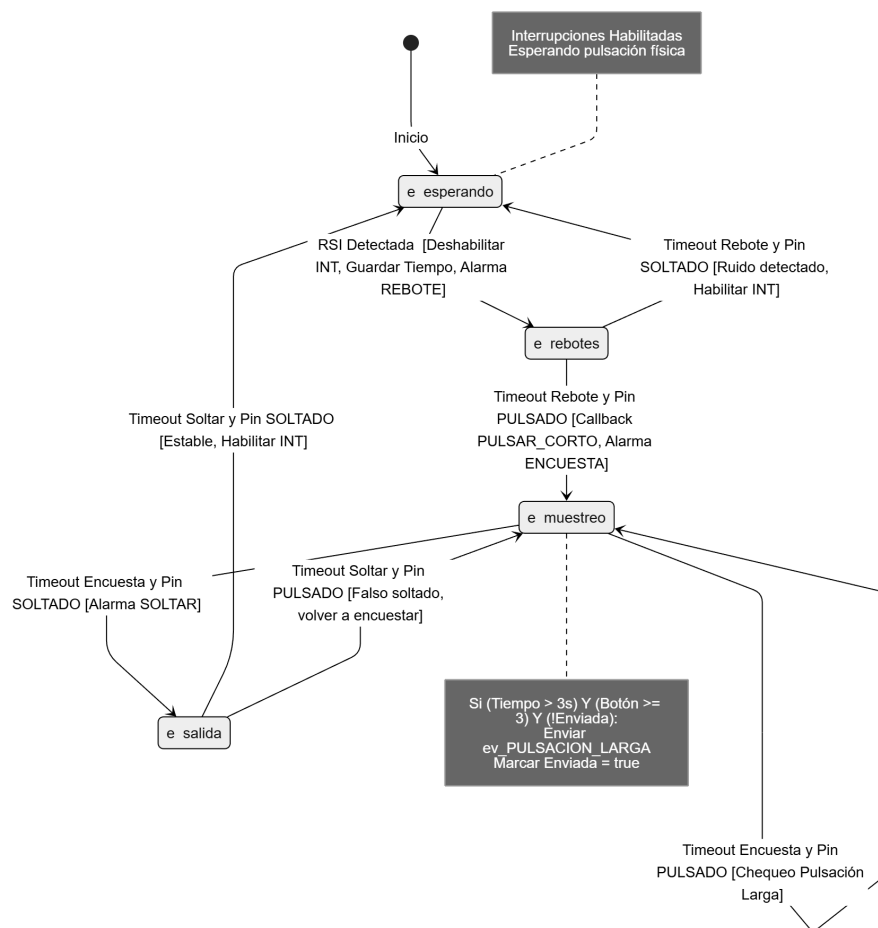 Interrupciones Habilitadas
Esperando pulsación física
Inicio
e esperando
RSI Detectada [Deshabilitar
INT, Guardar Tiempo, Alarma
REBOTE]
Timeout Rebote y Pin
SOLTADO [Ruido detectado,
Habilitar INT]
e rebotes
Timeout Rebote y Pin
PULSADO [Callback
PULSAR_CORTO, Alarma
ENCUESTA]
Timeout Soltar y Pin SOLTADO
[Estable, Habilitar INT]
e muestreo
Timeout Encuesta y Pin
SOLTADO [Alarma SOLTAR]
Timeout Soltar y Pin
PULSADO [Falso soltado,
volver a encuestar]
e salida
Si (Tiempo > 3s) Y (Botón >=
3) Y (!Enviada):
Enviar
ev_PULSACION_LARGA
Marcar Enviada = true
Timeout Encuesta y Pin
PULSADO [Chequeo Pulsación
Larga]